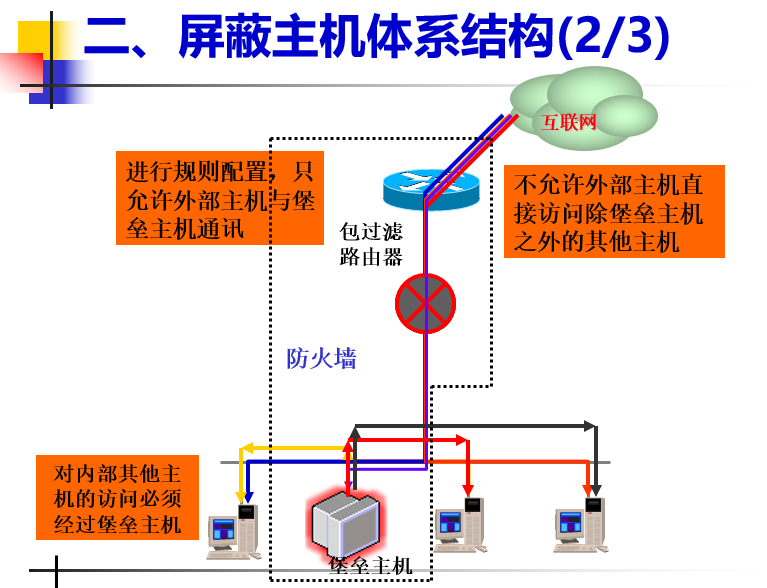 二、屏蔽主机体系结构(2/3)
互联网
进行规则配置，只
允许外部主机与堡
垒主机通讯
不允许外部主机直
接访问除堡垒主机
之外的其他主机
包过滤
路由器
防火墙
对内部其他主
机的访问必须
经过堡垒主机
堡垒主机